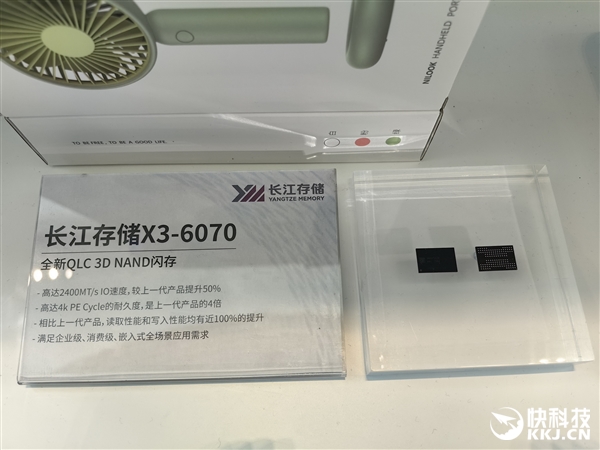 NILOOK HANDHELD POR
TO BE FREE, TO BE A GOOD LIFE.
白
粉
绿
长江存储
YANGTZE MEMORY
长江存储X3-6070
全新QLC 3D NAND闪存
- 高达2400MT/s IO速度，较上一代产品提升50%
- 高达4k PE Cycle的耐久度，是上一代产品的4倍
- 相比上一代产品，读取性能和写入性能均有近100%的提升
- 满足企业级、消费级、嵌入式全场景应用需求
快科技
KKJ.CN